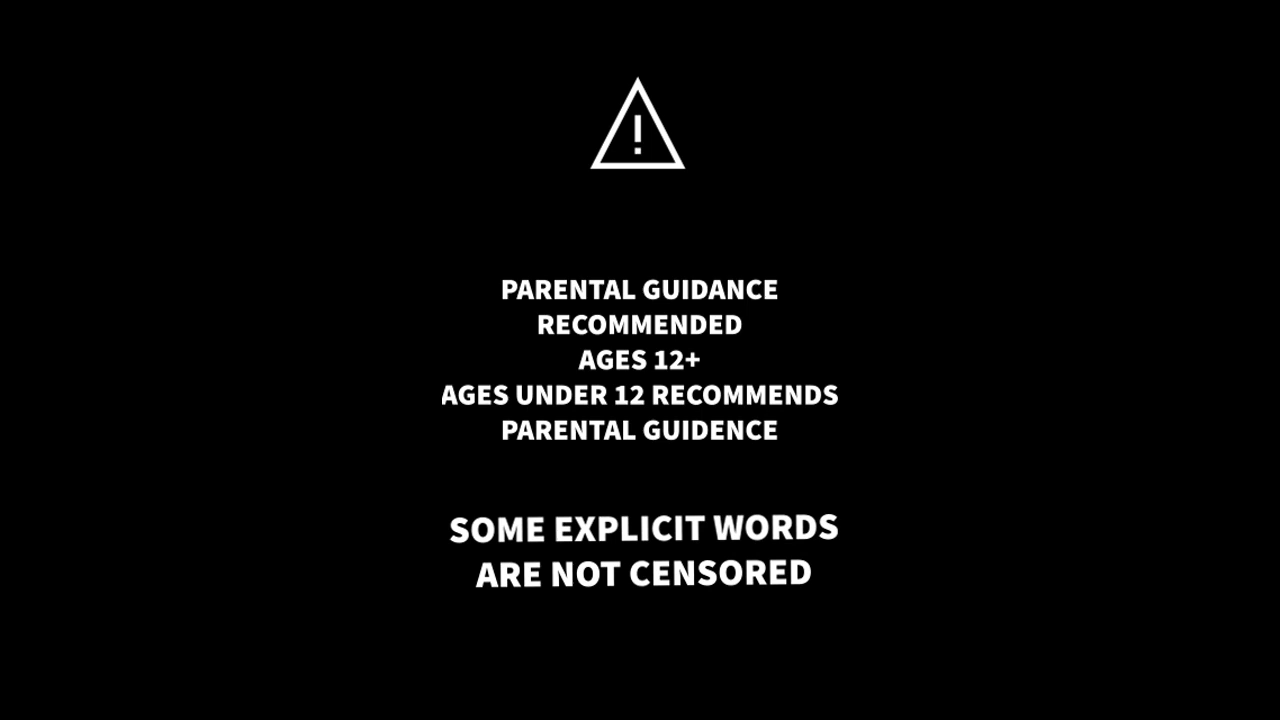 PARENTAL GUIDANCE
RECOMMENDED
AGES 12+
AGES UNDER 12 RECOMMENDS
PARENTAL GUIDENCE
SOME EXPLICIT WORDS
ARE NOT CENSORED